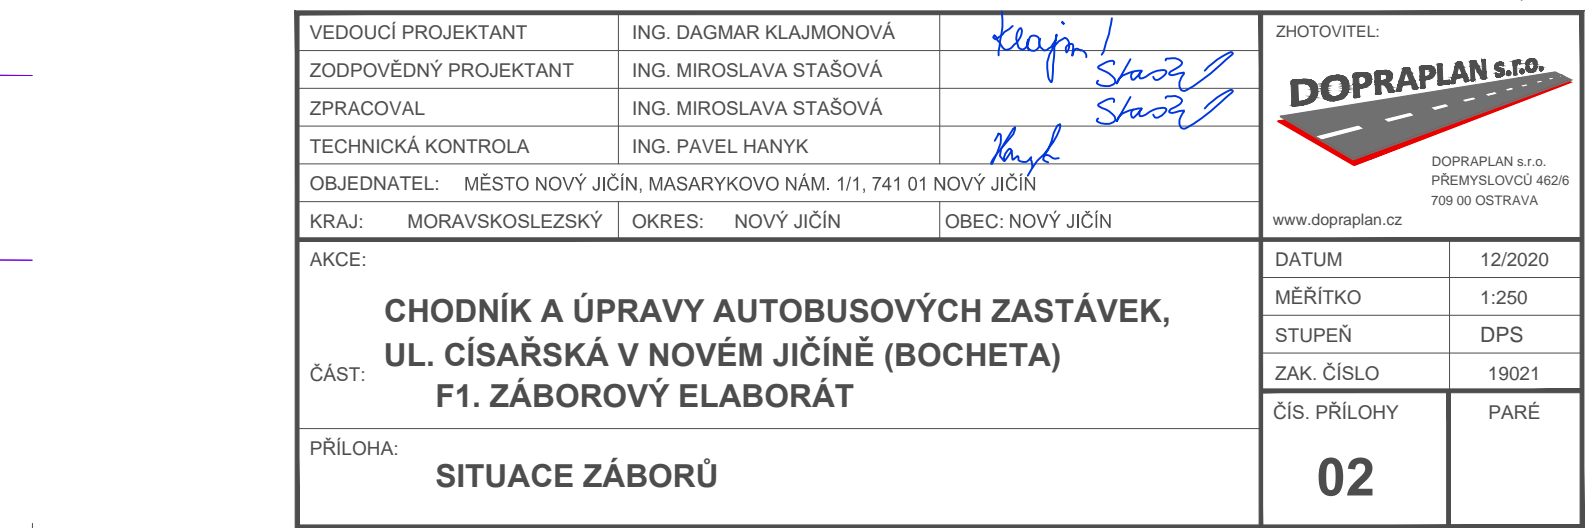 VEDOUCÍ PROJEKTANT ING. DAGMAR KLAJMONOVÁ Klajm
ZODPOVĚDNÝ PROJEKTANT ING. MIROSLAVA STAŠOVÁ
ZPRACOVAL ING. MIROSLAVA STAŠOVÁ
TECHNICKÁ KONTROLA ING. PAVEL HANYK Hanyk
OBJEDNATEL: MĚSTO NOVÝ JIČÍN, MASARYKOVO NÁM. 1/1, 741 01 NOVÝ JIČÍN
KRAJ: MORAVSKOSLEZSKÝ OKRES: NOVÝ JIČÍN OBEC: NOVÝ JIČÍN
ZHOTOVITEL:
DOPRAPLAN s.r.o.
DOPRAPLAN s.r.o.
PŘEMYSLOVCŮ 462/6
709 00 OSTRAVA
www.dopraplan.cz
AKCE:
CHODNÍK A ÚPRAVY AUTOBUSOVÝCH ZASTÁVEK,
UL. CÍSAŘSKÁ V NOVÉM JIČÍNĚ (BOCHETA)
ČÁST:
F1. ZÁBOROVÝ ELABORÁT
PŘÍLOHA:
SITUACE ZÁBORŮ
DATUM 12/2020
MĚŘÍTKO 1:250
STUPEŇ DPS
ZAK. ČÍSLO 19021
ČÍS. PŘÍLOHY PARÉ
02